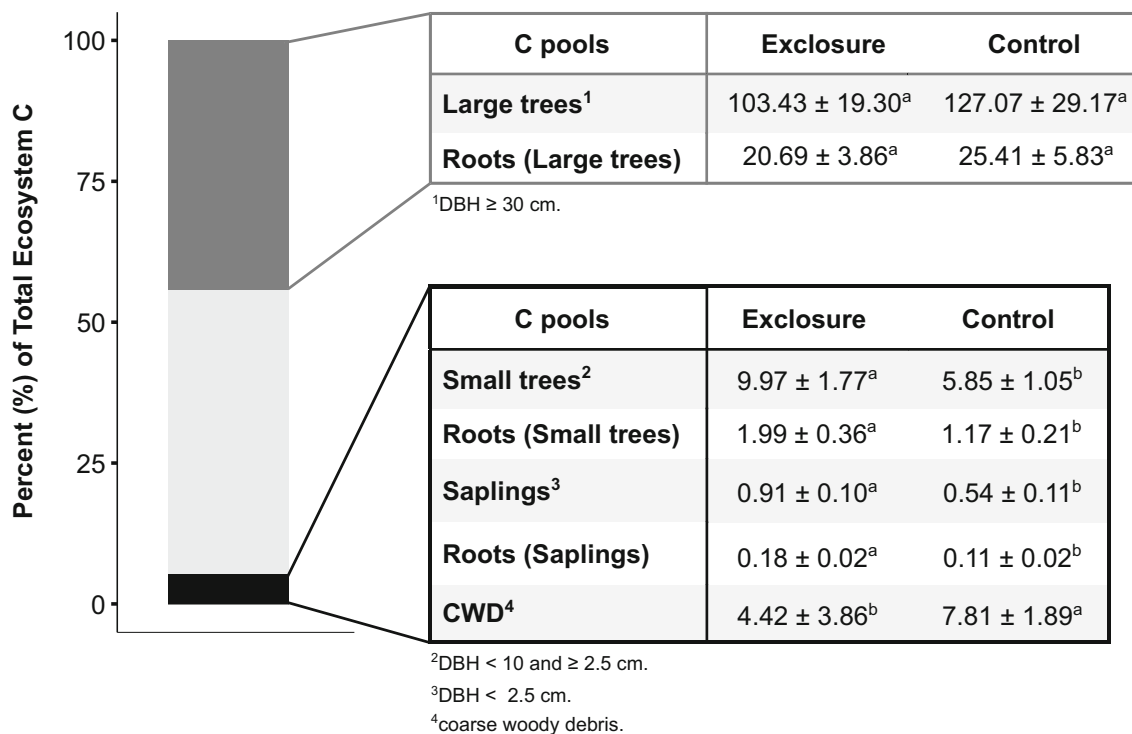 Percent (%) of Total Ecosystem C
100
75
50
25
0
C pools Exclosure Control
Large trees¹ 103.43 ± 19.30ᵃ 127.07 ± 29.17ᵃ
Roots (Large trees) 20.69 ± 3.86ᵃ 25.41 ± 5.83ᵃ
¹DBH ≥ 30 cm.
C pools Exclosure Control
Small trees² 9.97 ± 1.77ᵃ 5.85 ± 1.05ᵇ
Roots (Small trees) 1.99 ± 0.36ᵃ 1.17 ± 0.21ᵇ
Saplings³ 0.91 ± 0.10ᵃ 0.54 ± 0.11ᵇ
Roots (Saplings) 0.18 ± 0.02ᵃ 0.11 ± 0.02ᵇ
CWD⁴ 4.42 ± 3.86ᵇ 7.81 ± 1.89ᵃ
²DBH < 10 and ≥ 2.5 cm.
³DBH < 2.5 cm.
⁴coarse woody debris.